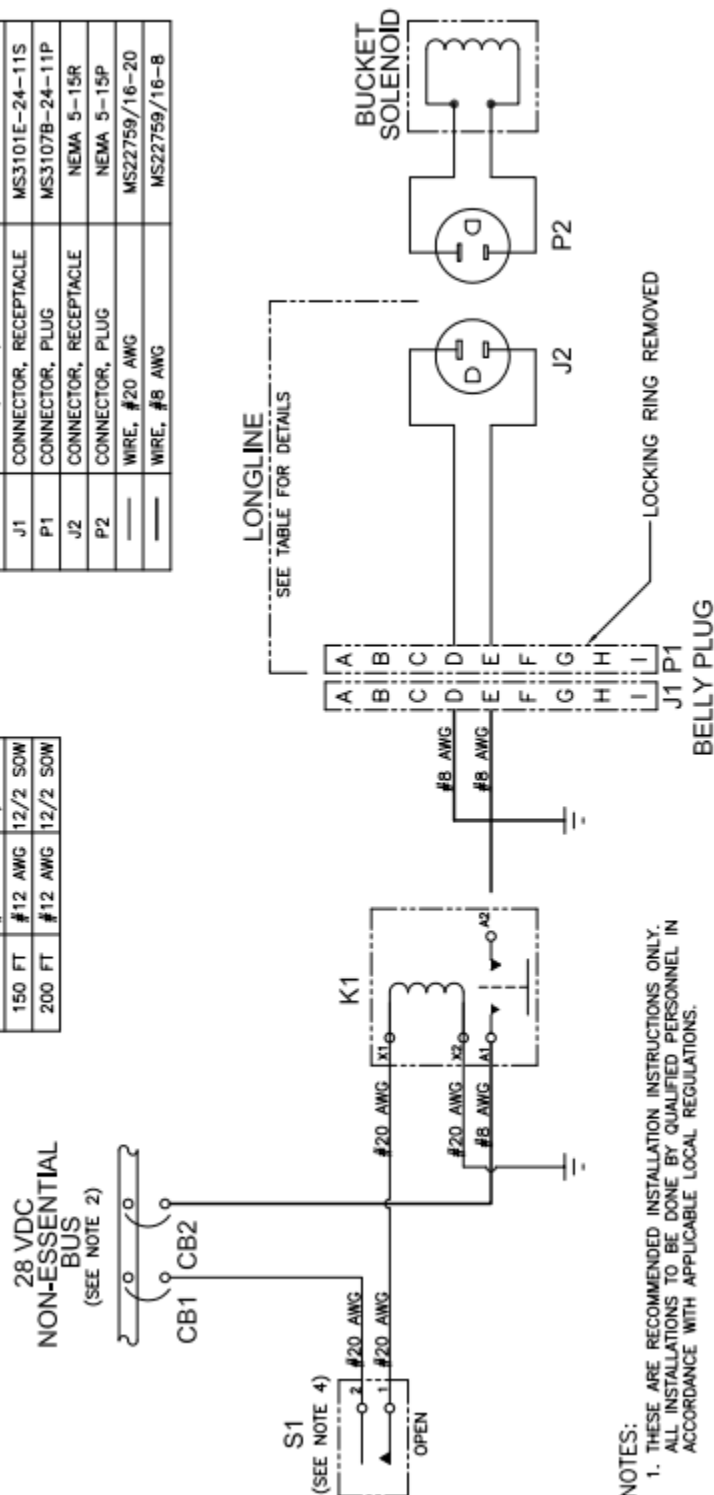 J1 CONNECTOR, RECEPTACLE MS3101E-24-11S
P1 CONNECTOR, PLUG MS3107B-24-11P
J2 CONNECTOR, RECEPTACLE NEMA 5-15R
P2 CONNECTOR, PLUG NEMA 5-15P
WIRE, #20 AWG MS22759/16-20
WIRE, #8 AWG MS22759/16-8
150 FT #12 AWG 12/2 SOW
200 FT #12 AWG 12/2 SOW
28 VDC
NON-ESSENTIAL
BUS
(SEE NOTE 2)
CB1
CB2
S1
(SEE NOTE 4)
2
1
OPEN
#20 AWG
#20 AWG
K1
X1
X2
A1
A2
#20 AWG
#20 AWG
#8 AWG
#8 AWG
#8 AWG
LONGLINE
SEE TABLE FOR DETAILS
A A
B B
C C
D D
E E
F F
G G
H H
I I
J1 P1
BELLY PLUG
LOCKING RING REMOVED
J2
P2
BUCKET
SOLENOID
NOTES:
1. THESE ARE RECOMMENDED INSTALLATION INSTRUCTIONS ONLY.
ALL INSTALLATIONS TO BE DONE BY QUALIFIED PERSONNEL IN
ACCORDANCE WITH APPLICABLE LOCAL REGULATIONS.